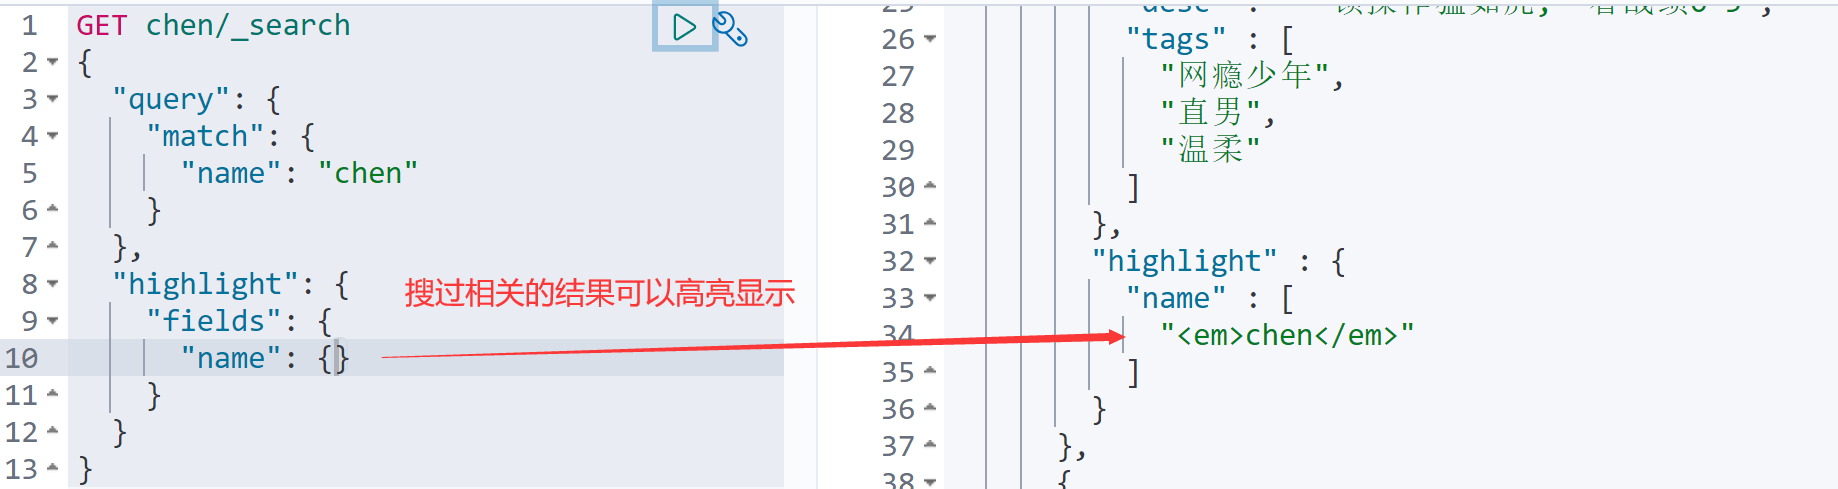 1 GET chen/_search
2 {
3 "query": {
4 "match": {
5 "name": "chen"
6 }
7 },
8 "highlight": {
9 "fields": {
10 "name": {}
11 }
12 }
13 }
搜过相关的结果可以高亮显示
26 "tags" : [
27 "网瘾少年",
28 "直男",
29 "温柔"
30 ]
31 },
32 "highlight" : {
33 "name" : [
34 "<em>chen</em>"
35 ]
36 }
37 },
38 {